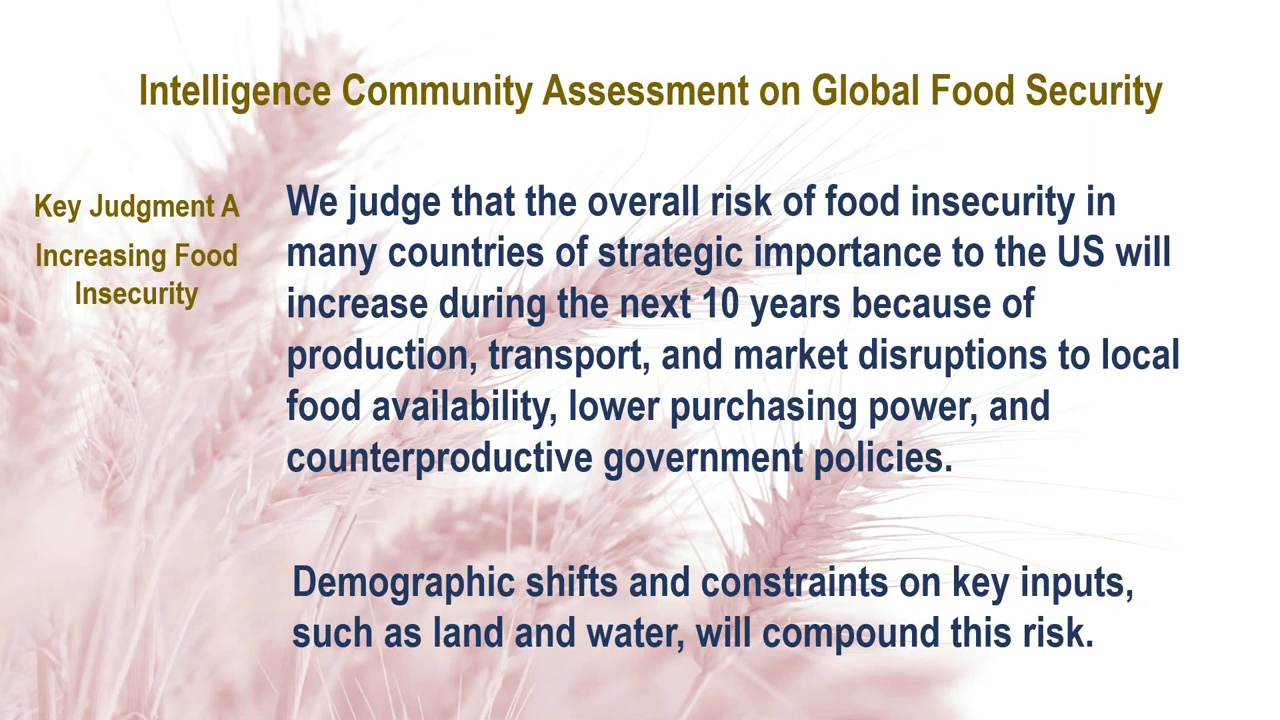 Intelligence Community Assessment on Global Food Security
Key Judgment A
Increasing Food
Insecurity
We judge that the overall risk of food insecurity in
many countries of strategic importance to the US will
increase during the next 10 years because of
production, transport, and market disruptions to local
food availability, lower purchasing power, and
counterproductive government policies.
Demographic shifts and constraints on key inputs,
such as land and water, will compound this risk.